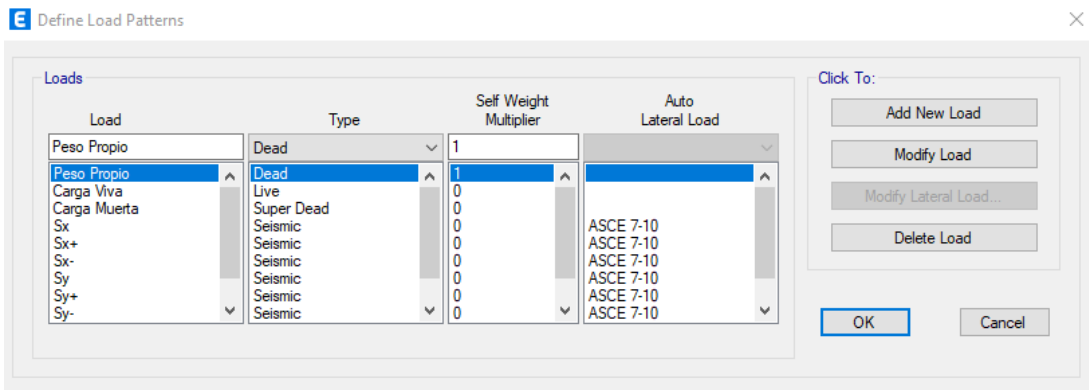 E Define Load Patterns
Loads
Load Type Self Weight Multiplier Auto Lateral Load
Peso Propio Dead 1
Peso Propio Dead 1
Carga Viva Live 0
Carga Muerta Super Dead 0
Sx Seismic 0 ASCE 7-10
Sx+ Seismic 0 ASCE 7-10
Sx- Seismic 0 ASCE 7-10
Sy Seismic 0 ASCE 7-10
Sy+ Seismic 0 ASCE 7-10
Sy- Seismic 0 ASCE 7-10
Click To:
Add New Load
Modify Load
Modify Lateral Load...
Delete Load
OK Cancel